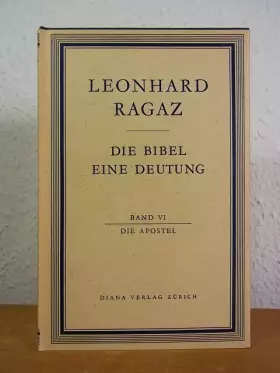 LEONHARD
RAGAZ
DIE BIBEL
EINE DEUTUNG
BAND VI
DIE APOSTEL
DIANA VERLAG ZÜRICH